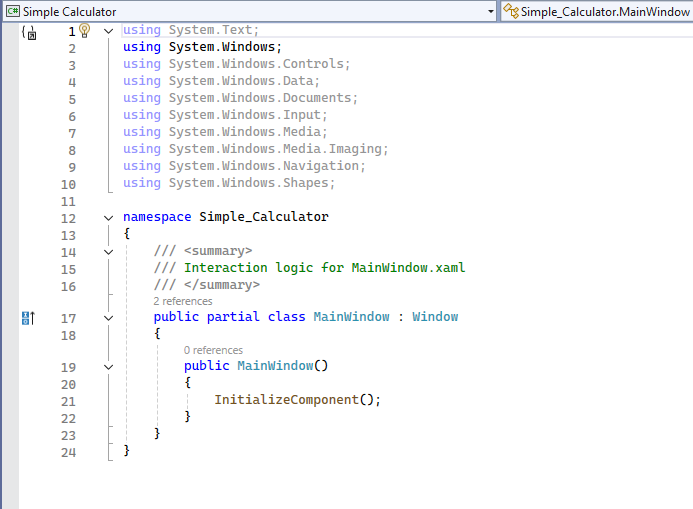 C# Simple Calculator Simple_Calculator.MainWindow
1 using System.Text;
2 using System.Windows;
3 using System.Windows.Controls;
4 using System.Windows.Data;
5 using System.Windows.Documents;
6 using System.Windows.Input;
7 using System.Windows.Media;
8 using System.Windows.Media.Imaging;
9 using System.Windows.Navigation;
10 using System.Windows.Shapes;
11
12 namespace Simple_Calculator
13 {
14 /// <summary>
15 /// Interaction logic for MainWindow.xaml
16 /// </summary>
2 references
17 public partial class MainWindow : Window
18 {
0 references
19 public MainWindow()
20 {
21 InitializeComponent();
22 }
23 }
24 }